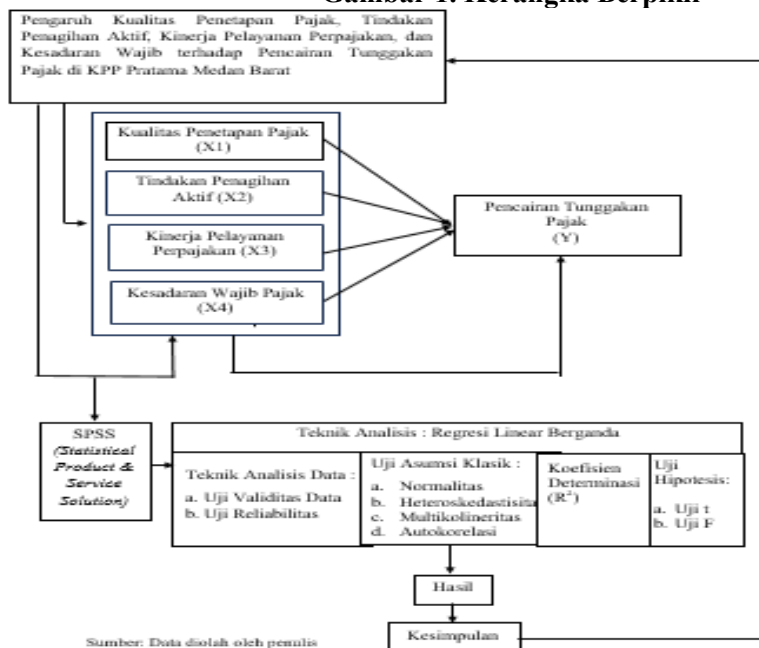 Gambar 1. Kerangka Berpikir
Pengaruh Kualitas Penetapan Pajak, Tindakan
Penagihan Aktif, Kinerja Pelayanan Perpajakan, dan
Kesadaran Wajib terhadap Pencairan Tunggakan
Pajak di KPP Pratama Medan Barat
Kualitas Penetapan Pajak
(X1)
Tindakan Penagihan
Aktif (X2)
Kinerja Pelayanan
Perpajakan (X3)
Kesadaran Wajib Pajak
(X4)
Pencairan Tunggakan
Pajak
(Y)
SPSS
(Statistical
Product &
Service
Solution)
Teknik Analisis : Regresi Linear Berganda
Teknik Analisis Data :
a. Uji Validitas Data
b. Uji Reliabilitas
Uji Asumsi Klasik :
a. Normalitas
b. Heteroskedastisita
c. Multikolineritas
d. Autokorelasi
Koefisien
Determinasi
(R²)
Uji
Hipotesis:
a. Uji t
b. Uji F
Hasil
Kesimpulan
Sumber: Data diolah oleh penulis